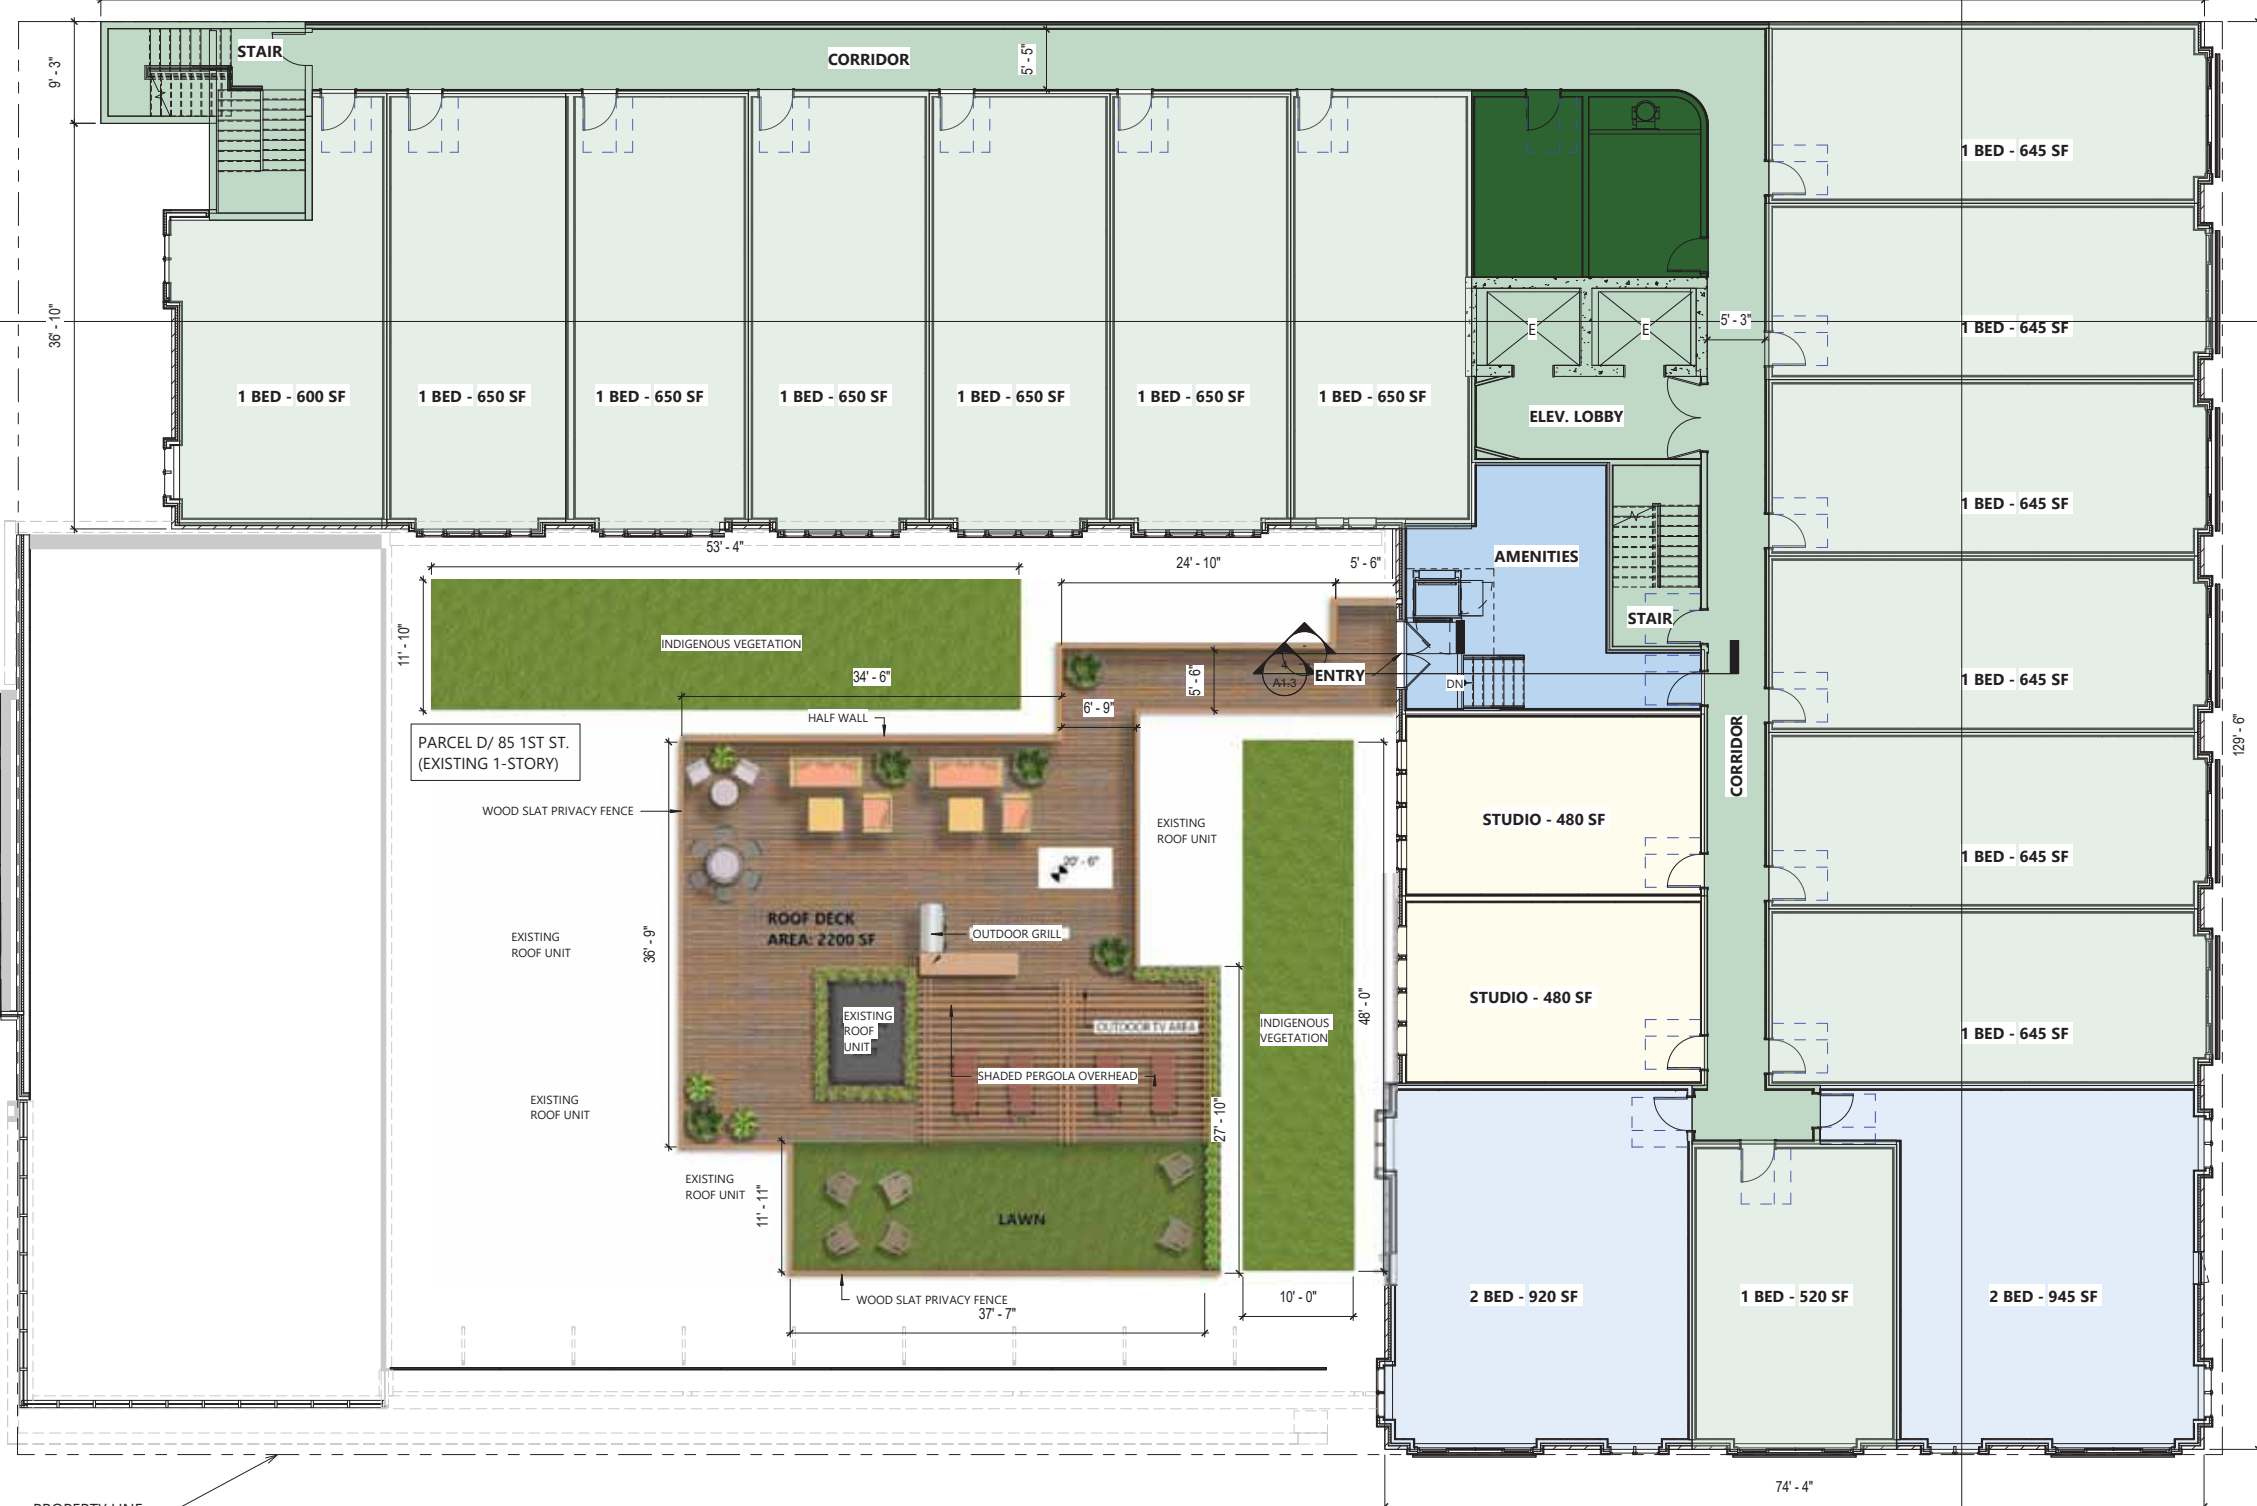 STAIR
CORRIDOR
5' - 5"
9' - 3"
36' - 10"
1 BED - 645 SF
1 BED - 645 SF
1 BED - 645 SF
1 BED - 645 SF
1 BED - 645 SF
1 BED - 645 SF
1 BED - 600 SF
1 BED - 650 SF
1 BED - 650 SF
1 BED - 650 SF
1 BED - 650 SF
1 BED - 650 SF
1 BED - 650 SF
E
E
5' - 3"
ELEV. LOBBY
AMENITIES
STAIR
DN
ENTRY
4
A1.3
53' - 4"
24' - 10"
5' - 6"
11' - 10"
INDIGENOUS VEGETATION
34' - 6"
5' - 6"
6' - 9"
HALF WALL
PARCEL D/ 85 1ST ST.
(EXISTING 1-STORY)
WOOD SLAT PRIVACY FENCE
EXISTING
ROOF UNIT
20' - 6"
CORRIDOR
129' - 6"
STUDIO - 480 SF
STUDIO - 480 SF
ROOF DECK
AREA: 2200 SF
OUTDOOR GRILL
EXISTING
ROOF UNIT
36' - 9"
EXISTING
ROOF
UNIT
OUTDOOR TV AREA
INDIGENOUS
VEGETATION
48' - 0"
SHADED PERGOLA OVERHEAD
EXISTING
ROOF UNIT
27' - 10"
EXISTING
ROOF UNIT
11' - 11"
LAWN
WOOD SLAT PRIVACY FENCE
37' - 7"
10' - 0"
2 BED - 920 SF
1 BED - 520 SF
2 BED - 945 SF
74' - 4"
PROPERTY LINE